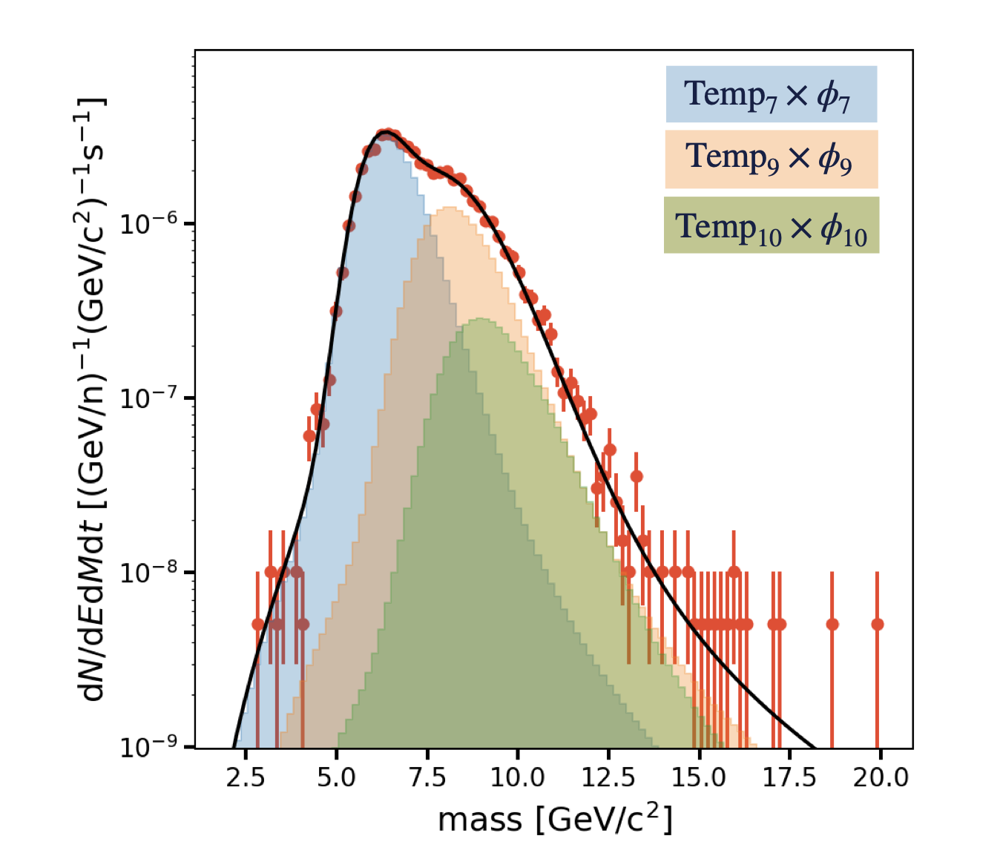 Temp₇ × ϕ₇
Temp₉ × ϕ₉
Temp₁₀ × ϕ₁₀
dN/dEdMdt [(GeV/n)⁻¹(GeV/c²)⁻¹s⁻¹]
10⁻⁶
10⁻⁷
10⁻⁸
10⁻⁹
2.5 5.0 7.5 10.0 12.5 15.0 17.5 20.0
mass [GeV/c²]